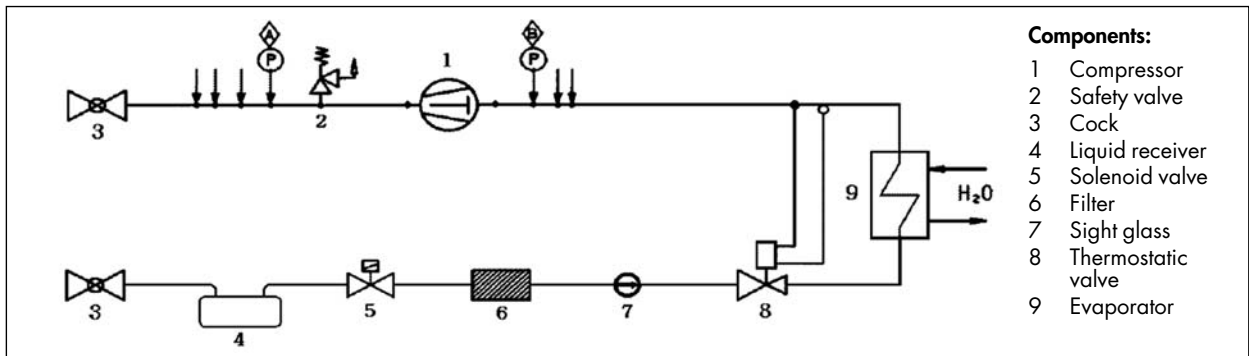 A
P
B
P
1
3
2
9
H₂O
3
4
5
6
7
8
Components:
1 Compressor
2 Safety valve
3 Cock
4 Liquid receiver
5 Solenoid valve
6 Filter
7 Sight glass
8 Thermostatic
valve
9 Evaporator